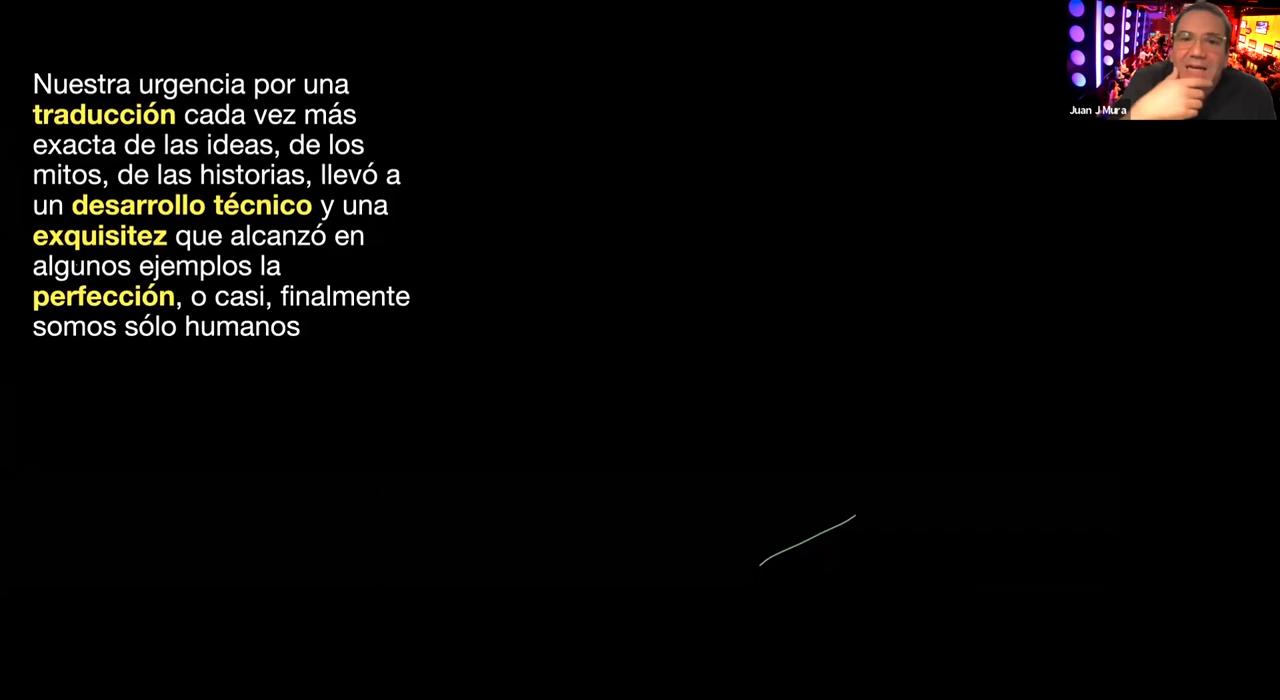 Nuestra urgencia por una
traducción cada vez más
exacta de las ideas, de los
mitos, de las historias, llevó a
un desarrollo técnico y una
exquisitez que alcanzó en
algunos ejemplos la
perfección, o casi, finalmente
somos sólo humanos
Juan J Mura